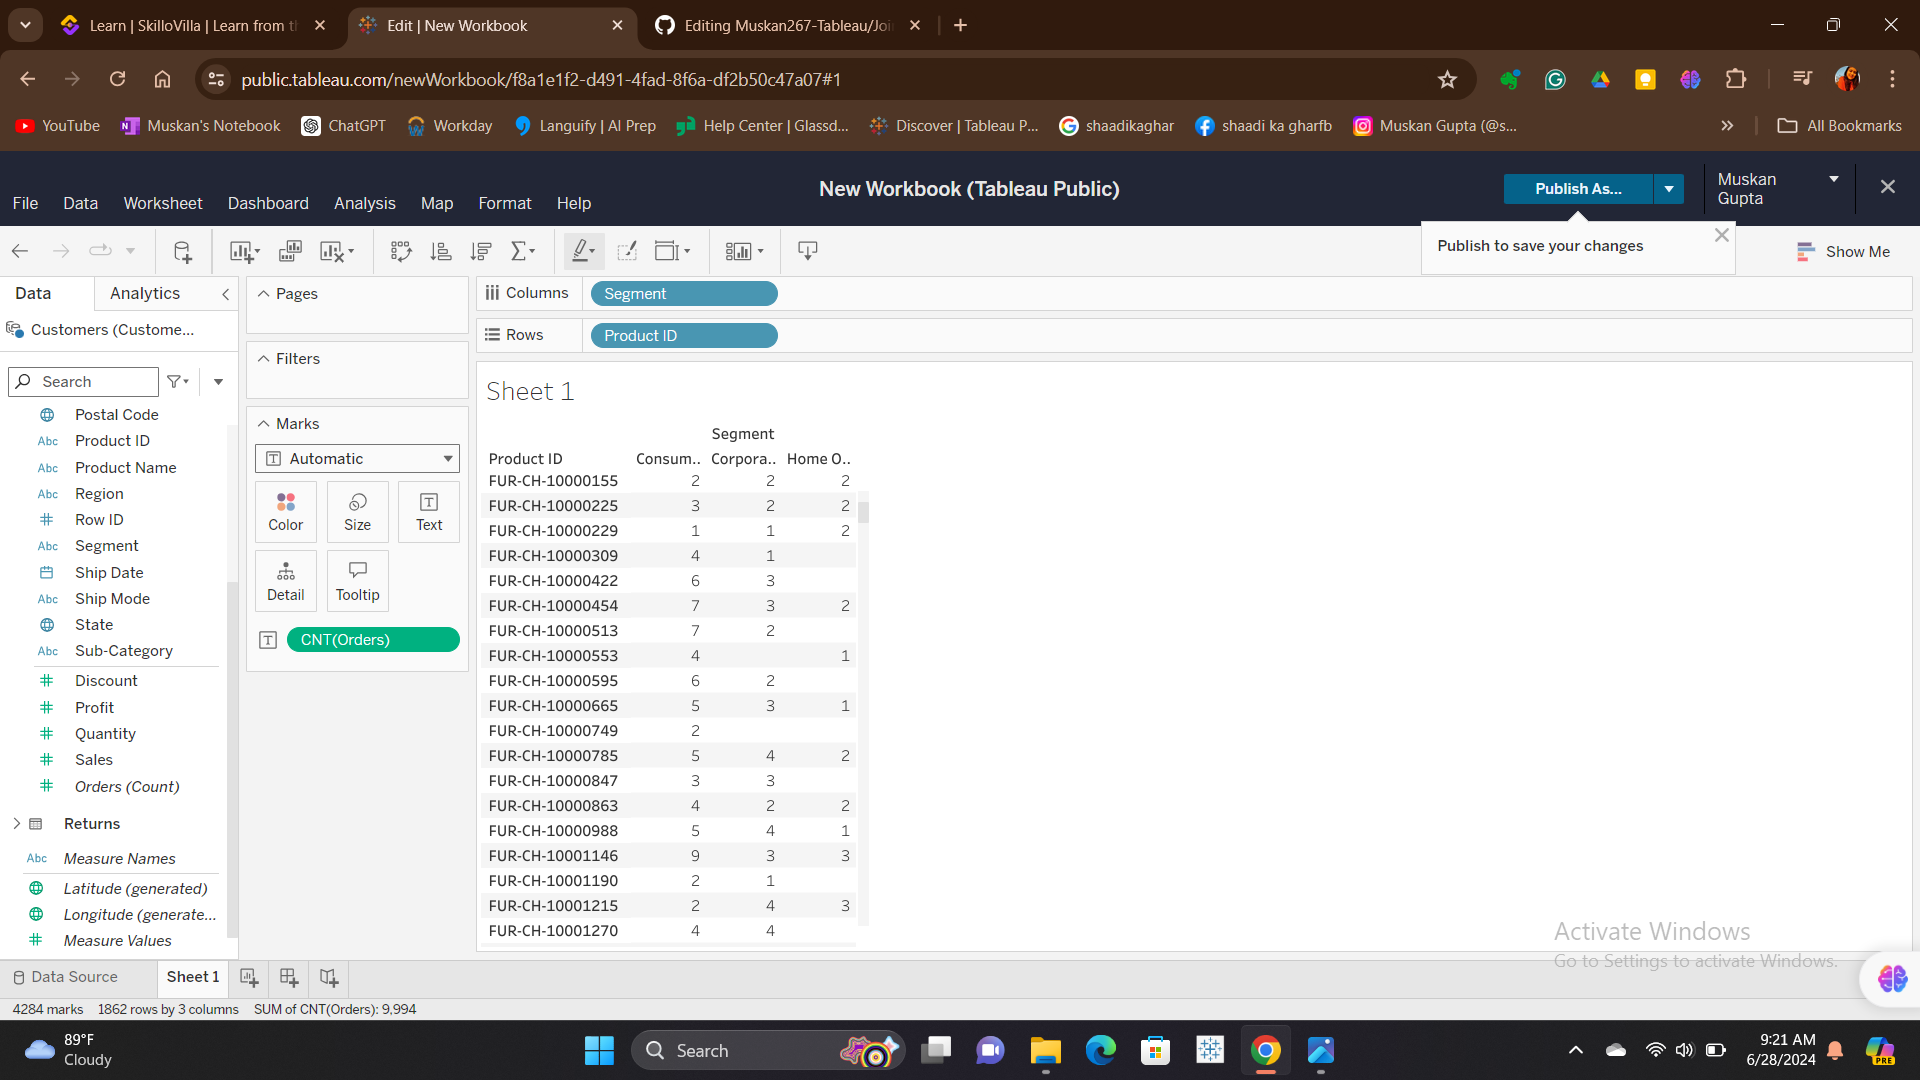 Learn | SkilloVilla | Learn from t
Edit | New Workbook
Editing Muskan267-Tableau/Joi
public.tableau.com/newWorkbook/f8a1e1f2-d491-4fad-8f6a-df2b50c47a07#1
YouTube Muskan's Notebook ChatGPT Workday Languify | AI Prep Help Center | Glassd... Discover | Tableau P... shaadikaghar shaadi ka gharfb Muskan Gupta (@s... All Bookmarks
New Workbook (Tableau Public)
Publish As...
Muskan
Gupta
File Data Worksheet Dashboard Analysis Map Format Help
Publish to save your changes
Show Me
Data Analytics
Pages
Columns Segment
Customers (Custome...
Rows Product ID
Filters
Search
Sheet 1
Postal Code
Abc Product ID
Abc Product Name
Abc Region
Row ID
Abc Segment
Ship Date
Abc Ship Mode
State
Abc Sub-Category
Discount
Profit
Quantity
Sales
Orders (Count)
Returns
Abc Measure Names
Latitude (generated)
Longitude (generate...
Measure Values
Marks
Automatic
Color Size Text
Detail Tooltip
CNT(Orders)
Segment
Product ID Consum.. Corpora.. Home O..
FUR-CH-10000155 2 2 2
FUR-CH-10000225 3 2 2
FUR-CH-10000229 1 1 2
FUR-CH-10000309 4 1
FUR-CH-10000422 6 3
FUR-CH-10000454 7 3 2
FUR-CH-10000513 7 2
FUR-CH-10000553 4 1
FUR-CH-10000595 6 2
FUR-CH-10000665 5 3 1
FUR-CH-10000749 2
FUR-CH-10000785 5 4 2
FUR-CH-10000847 3 3
FUR-CH-10000863 4 2 2
FUR-CH-10000988 5 4 1
FUR-CH-10001146 9 3 3
FUR-CH-10001190 2 1
FUR-CH-10001215 2 4 3
FUR-CH-10001270 4 4
Activate Windows
Go to Settings to activate Windows.
Data Source Sheet 1
4284 marks 1862 rows by 3 columns SUM of CNT(Orders): 9,994
89°F
Cloudy
Search
9:21 AM
6/28/2024
PRE